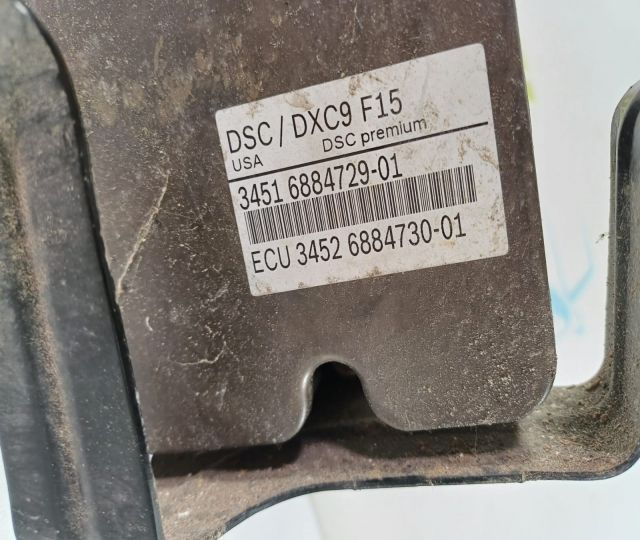 DSC / DXC9 F15
USA DSC premium
3451 6884729-01
ECU 3452 6884730-01